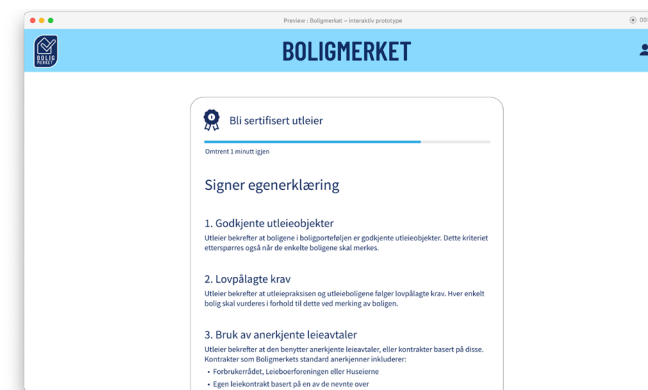 Preview : Boligmerket – interaktiv prototype
BOLIG
MERKET
BOLIGMERKET
Bli sertifisert utleier
Omtrent 1 minutt igjen
Signer egenerklæring
1. Godkjente utleieobjekter
Utleier bekrefter at boligene i boligporteføljen er godkjente utleieobjekter. Dette kriteriet
etterspørres også når de enkelte boligene skal merkes.
2. Lovpålagte krav
Utleier bekrefter at utleiepraksisen og utleieboligene følger lovpålagte krav. Hver enkelt
bolig skal vurderes i forhold til dette ved merking av boligen.
3. Bruk av anerkjente leieavtaler
Utleier bekrefter at den benytter anerkjente leieavtaler, eller kontrakter basert på disse.
Kontrakter som Boligmerkets standard anerkjenner inkluderer:
• Forbrukerrådet, Leieboerforeningen eller Huseierne
• Egen leiekontrakt basert på en av de nevnte over